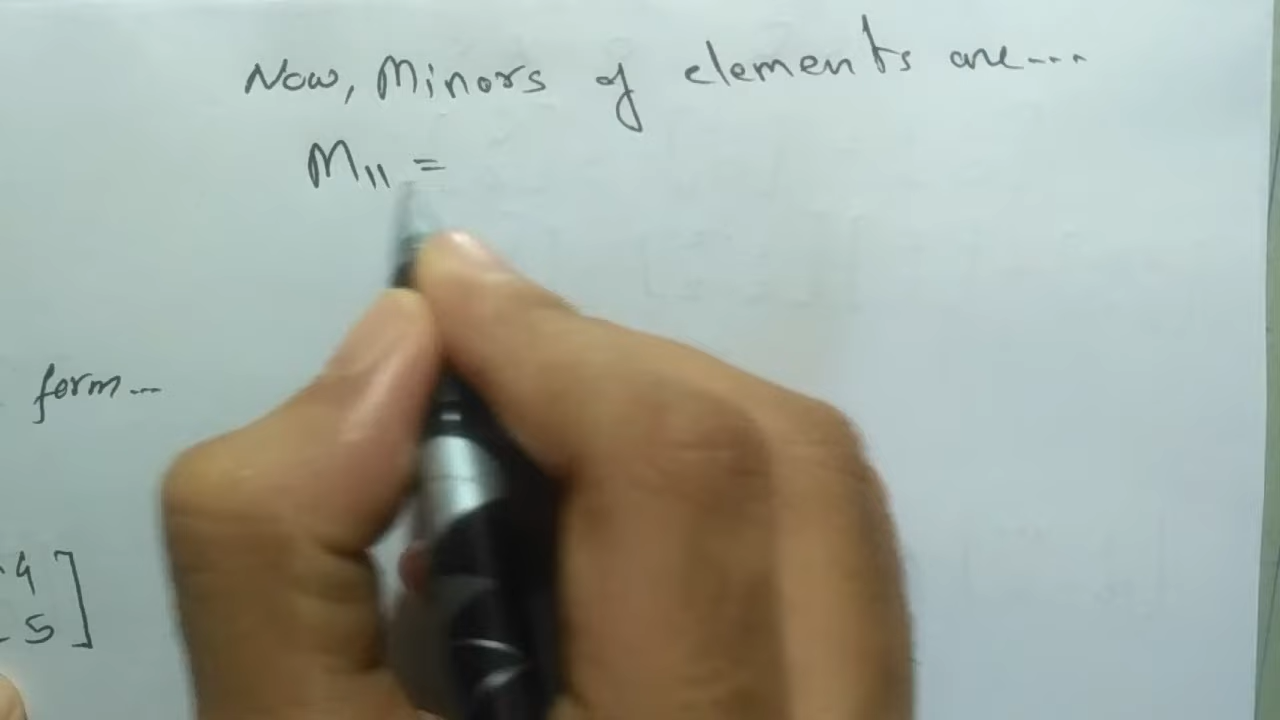 Now, Minors of elements are...
M₁₁ =
form...
4 ]
5 ]